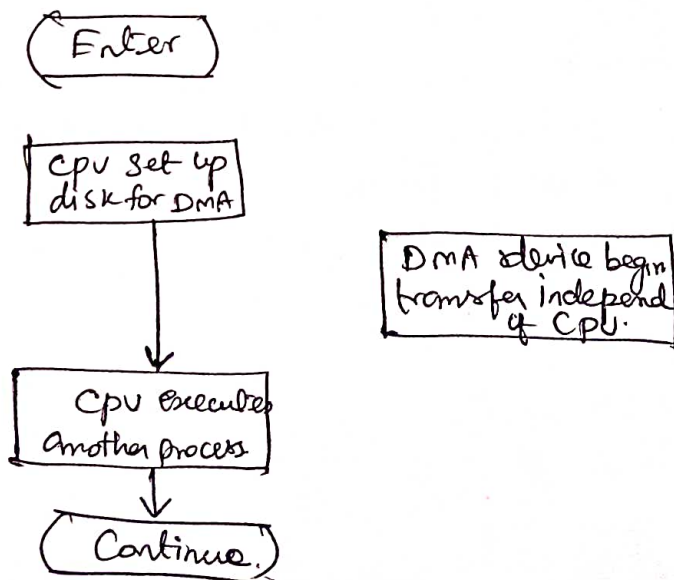 Enter
CPU set up
disk for DMA
DMA device begin
transfer independ
of CPU.
CPU executes
another process
Continue.